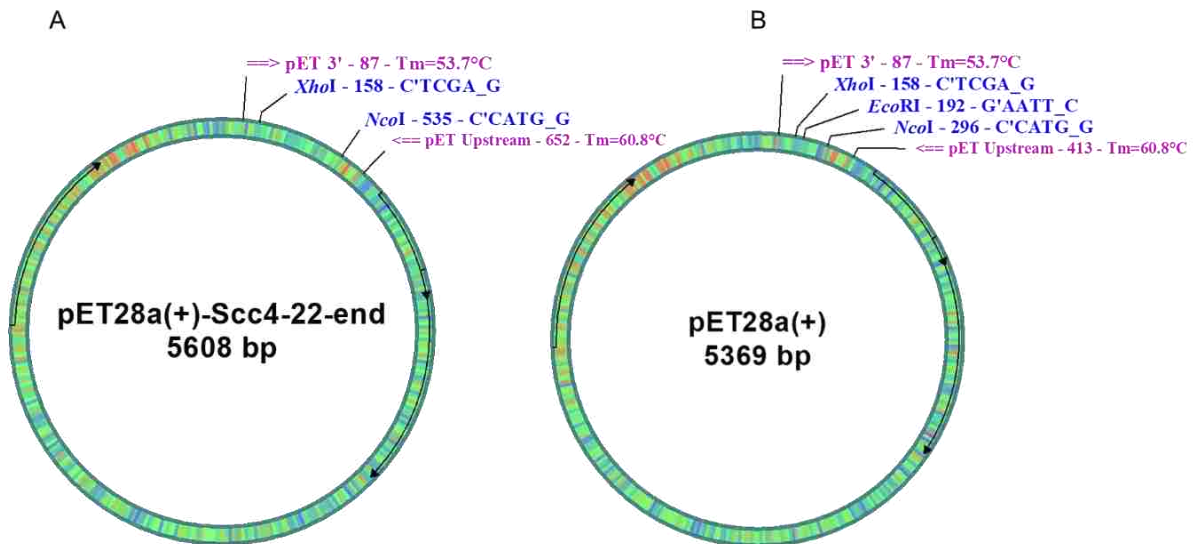 A
==> pET 3' - 87 - Tm=53.7°C
XhoI - 158 - C'TCGA_G
NcoI - 535 - C'CATG_G
<== pET Upstream - 652 - Tm=60.8°C
pET28a(+)-Scc4-22-end
5608 bp
B
==> pET 3' - 87 - Tm=53.7°C
XhoI - 158 - C'TCGA_G
EcoRI - 192 - G'AATT_C
NcoI - 296 - C'CATG_G
<== pET Upstream - 413 - Tm=60.8°C
pET28a(+)
5369 bp